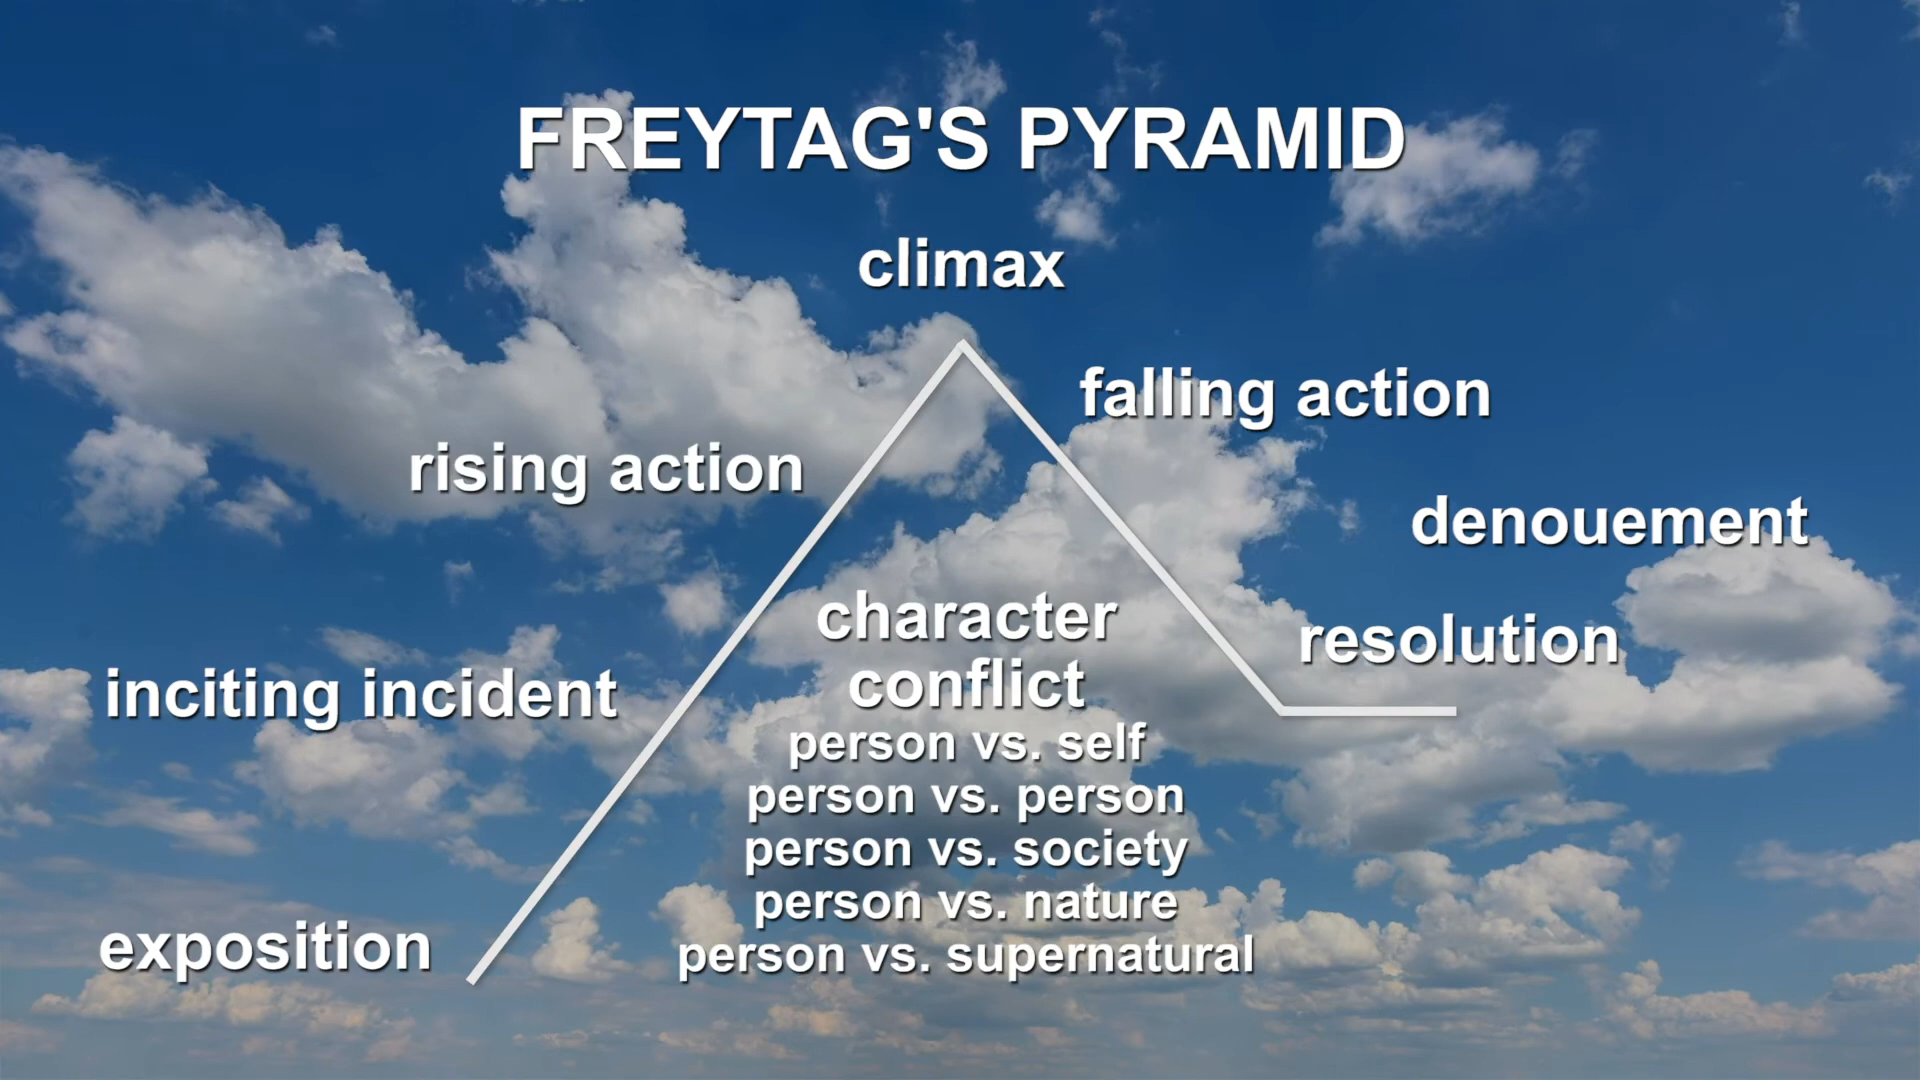 FREYTAG'S PYRAMID
climax
falling action
rising action
denouement
character
conflict
resolution
inciting incident
person vs. self
person vs. person
person vs. society
person vs. nature
exposition
person vs. supernatural